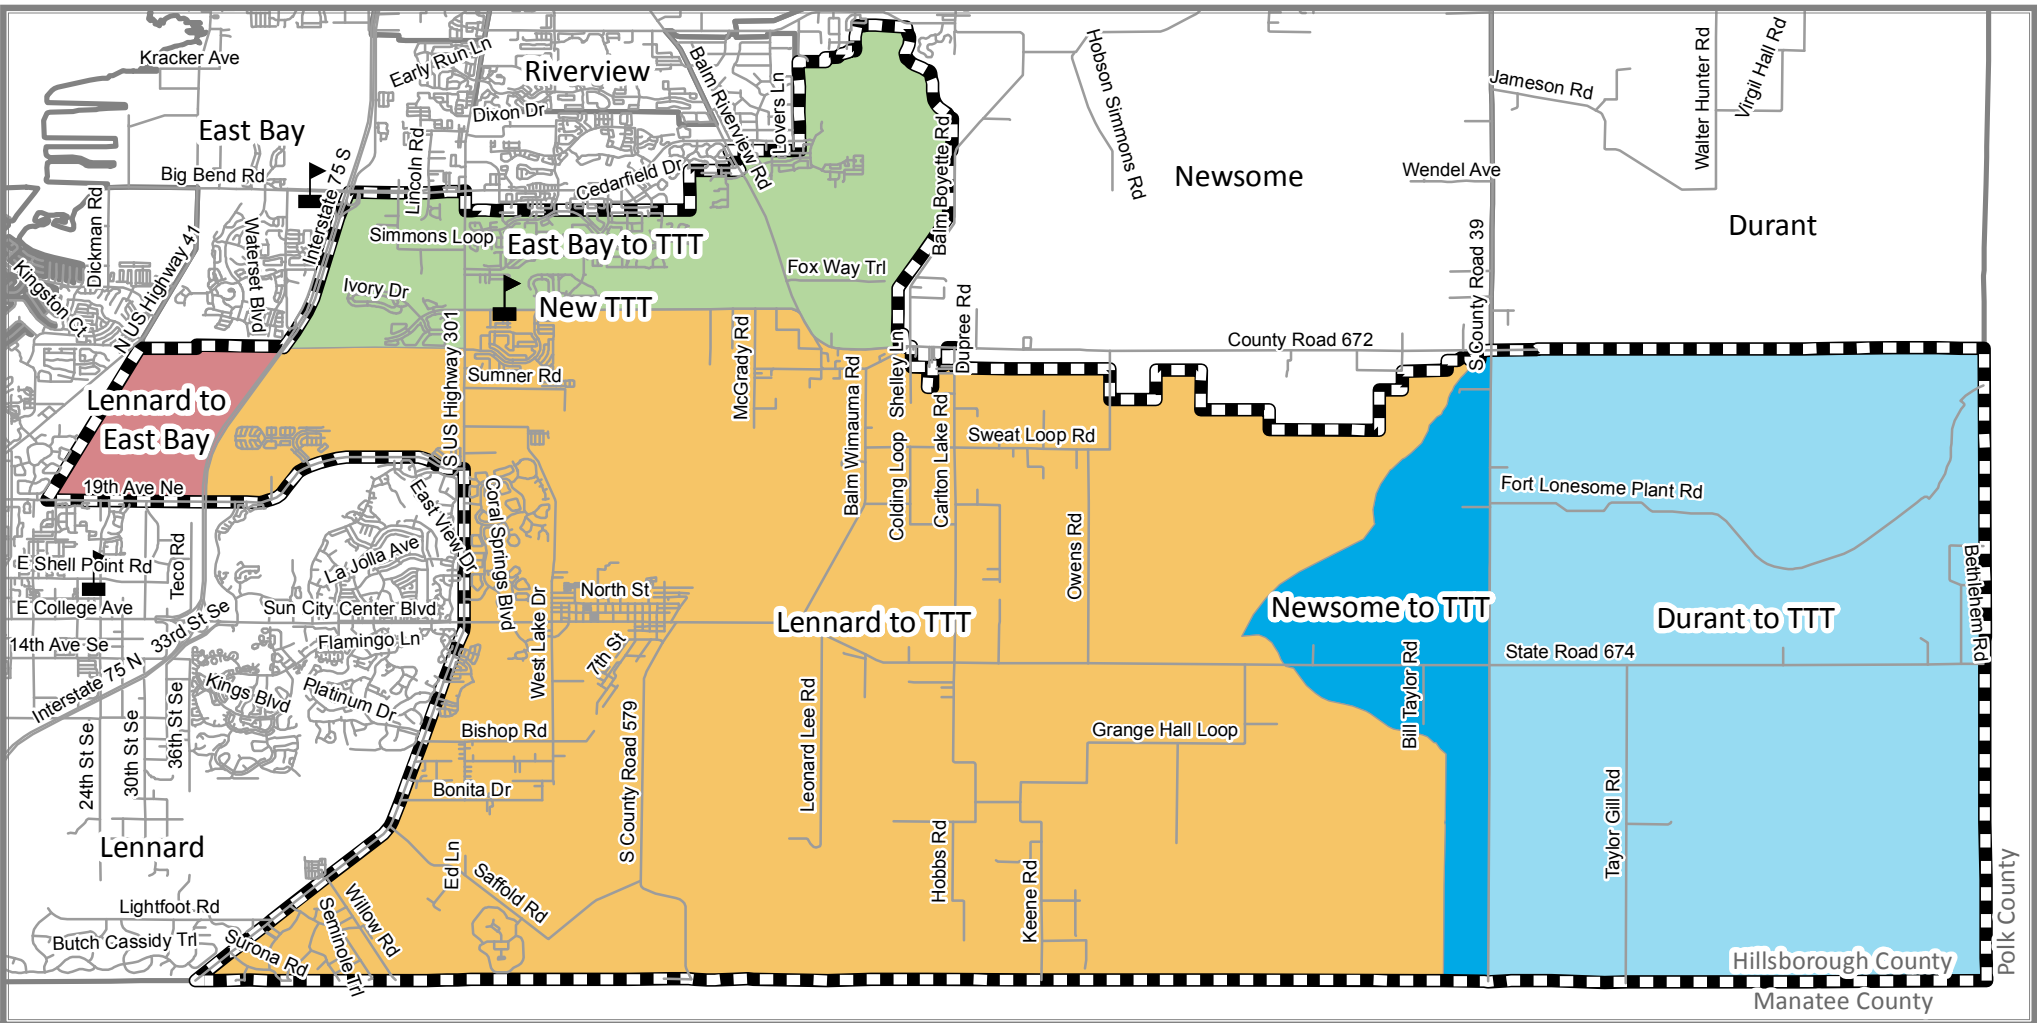 Kracker Ave
Early Run Ln
Riverview
Balm Riverview Rd
Lovers Ln
Hobson Simmons Rd
Jameson Rd
Walter Hunter Rd
Virgil Hall Rd
East Bay
Dixon Dr
Lincoln Rd
Big Bend Rd
Interstate 75 S
Cedarfield Dr
Balm Boyette Rd
Newsome
Wendel Ave
Durant
Dickman Rd
N US Highway 41
Waterset Blvd
Simmons Loop
East Bay to TTT
Fox Way Trl
S County Road 39
Kingston Ct
Ivory Dr
New TTT
S US Highway 301
McGrady Rd
Dupree Rd
County Road 672
Sumner Rd
Balm Wimauma Rd
Shelley Ln
Colding Loop
Carlton Lake Rd
Lennard to
East Bay
Sweat Loop Rd
19th Ave Ne
East View Dr
Coral Springs Blvd
Fort Lonesome Plant Rd
E Shell Point Rd
Teco Rd
La Jolla Ave
Owens Rd
Bethlehem Rd
E College Ave
33rd St Se
Sun City Center Blvd
North St
Lennard to TTT
Newsome to TTT
Durant to TTT
14th Ave Se
Flamingo Ln
West Lake Dr
7th St
State Road 674
Interstate 75 N
Kings Blvd
Platinum Dr
Bill Taylor Rd
24th St Se
30th St Se
36th St Se
Bishop Rd
S County Road 579
Leonard Lee Rd
Grange Hall Loop
Bonita Dr
Taylor Gill Rd
Lennard
Ed Ln
Saffold Rd
Hobbs Rd
Keene Rd
Lightfoot Rd
Willow Rd
Seminole Trl
Butch Cassidy Trl
Surona Rd
Polk County
Hillsborough County
Manatee County